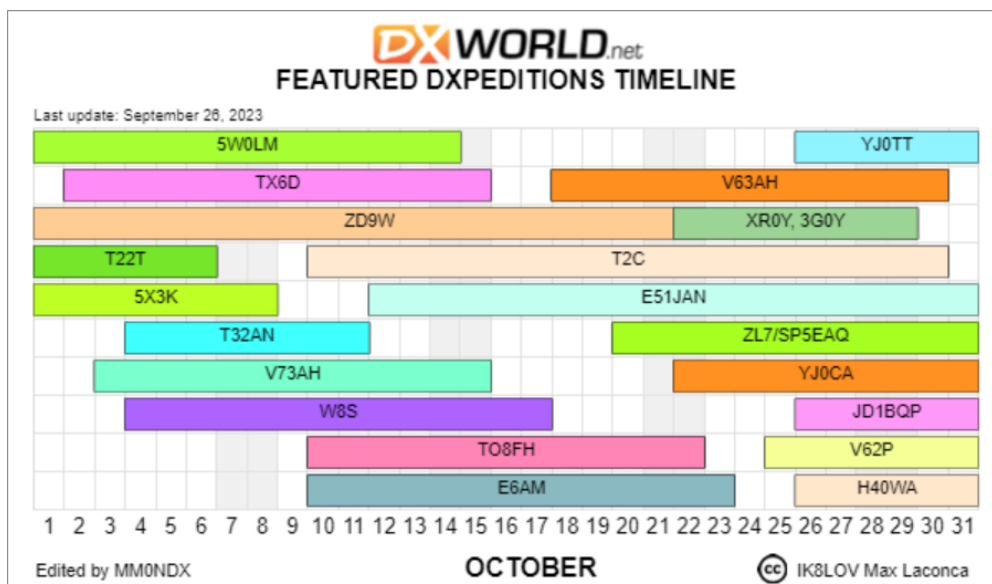 DX WORLD.net
FEATURED DXPEDITIONS TIMELINE
Last update: September 26, 2023
5W0LM YJ0TT
TX6D V63AH
ZD9W XR0Y, 3G0Y
T22T T2C
5X3K E51JAN
T32AN ZL7/SP5EAQ
V73AH YJ0CA
W8S JD1BQP
TO8FH V62P
E6AM H40WA
1 2 3 4 5 6 7 8 9 10 11 12 13 14 15 16 17 18 19 20 21 22 23 24 25 26 27 28 29 30 31
Edited by MM0NDX OCTOBER cc IK8LOV Max Laconca